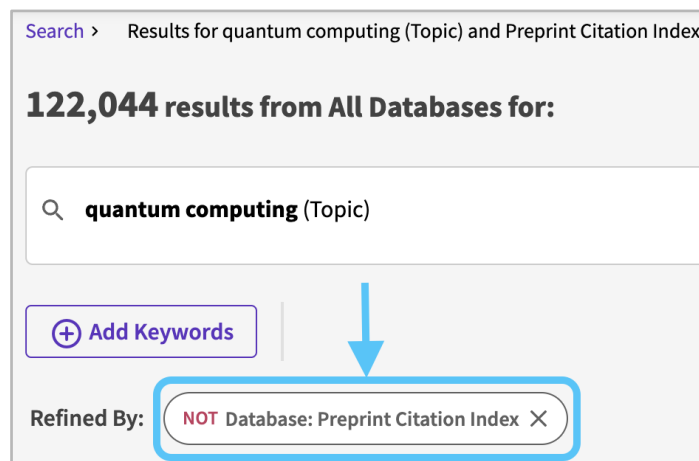 Search > Results for quantum computing (Topic) and Preprint Citation Index
122,044 results from All Databases for:
quantum computing (Topic)
Add Keywords
Refined By: NOT Database: Preprint Citation Index